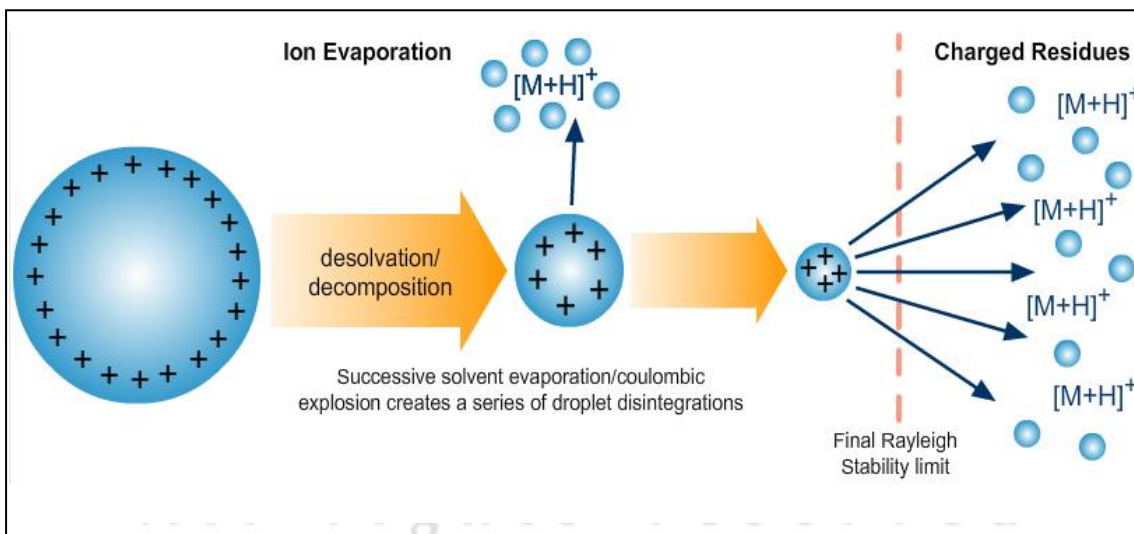 Ion Evaporation
[M+H]+
Charged Residues
[M+H]+
[M+H]+
[M+H]+
[M+H]+
desolvation/
decomposition
Successive solvent evaporation/coulombic
explosion creates a series of droplet disintegrations
Final Rayleigh
Stability limit